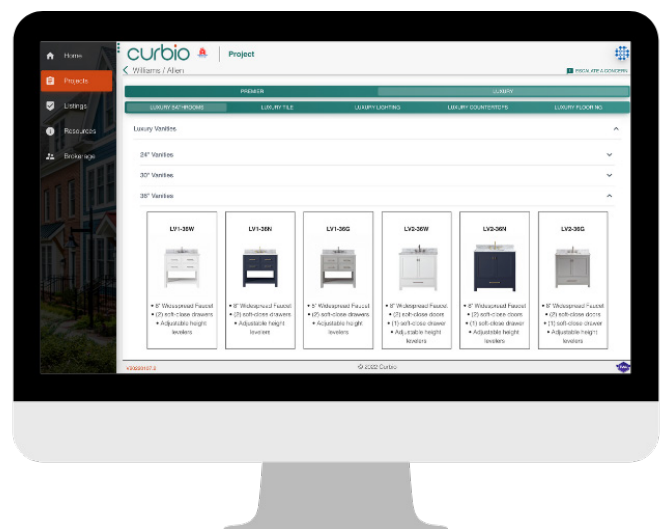 Home
Projects
Listings
Resources
Brokerage
curbio
Project
Williams / Allen
ESCALATE A CONCERN
PREMIER
LUXURY
LUXURY BATHROOMS
LUXURY TILE
LUXURY LIGHTING
LUXURY COUNTERTOPS
LUXURY FLOORING
Luxury Vanities
24" Vanities
30" Vanities
36" Vanities
LV1-36W
• 8" Widespread Faucet
• (2) soft-close drawers
• Adjustable height
levelers
LV1-36N
• 8" Widespread Faucet
• (2) soft-close drawers
• Adjustable height
levelers
LV1-36G
• 8" Widespread Faucet
• (2) soft-close drawers
• Adjustable height
levelers
LV2-36W
• 8" Widespread Faucet
• (2) soft-close doors
• (1) soft-close drawer
• Adjustable height
levelers
LV2-36N
• 8" Widespread Faucet
• (2) soft-close doors
• (1) soft-close drawer
• Adjustable height
levelers
LV2-36G
• 8" Widespread Faucet
• (2) soft-close doors
• (1) soft-close drawer
• Adjustable height
levelers
© 2022 Curbio